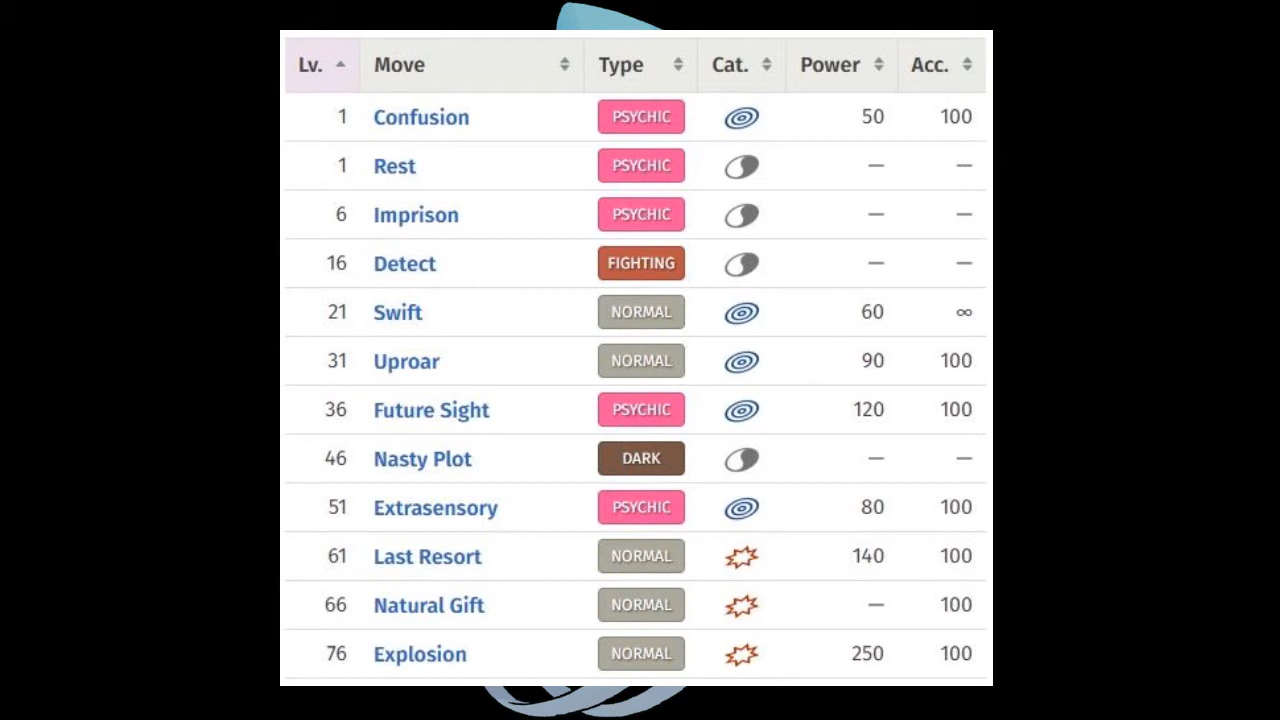 Lv. Move Type Cat. Power Acc.
1 Confusion PSYCHIC 50 100
1 Rest PSYCHIC — —
6 Imprison PSYCHIC — —
16 Detect FIGHTING — —
21 Swift NORMAL 60 ∞
31 Uproar NORMAL 90 100
36 Future Sight PSYCHIC 120 100
46 Nasty Plot DARK — —
51 Extrasensory PSYCHIC 80 100
61 Last Resort NORMAL 140 100
66 Natural Gift NORMAL — 100
76 Explosion NORMAL 250 100